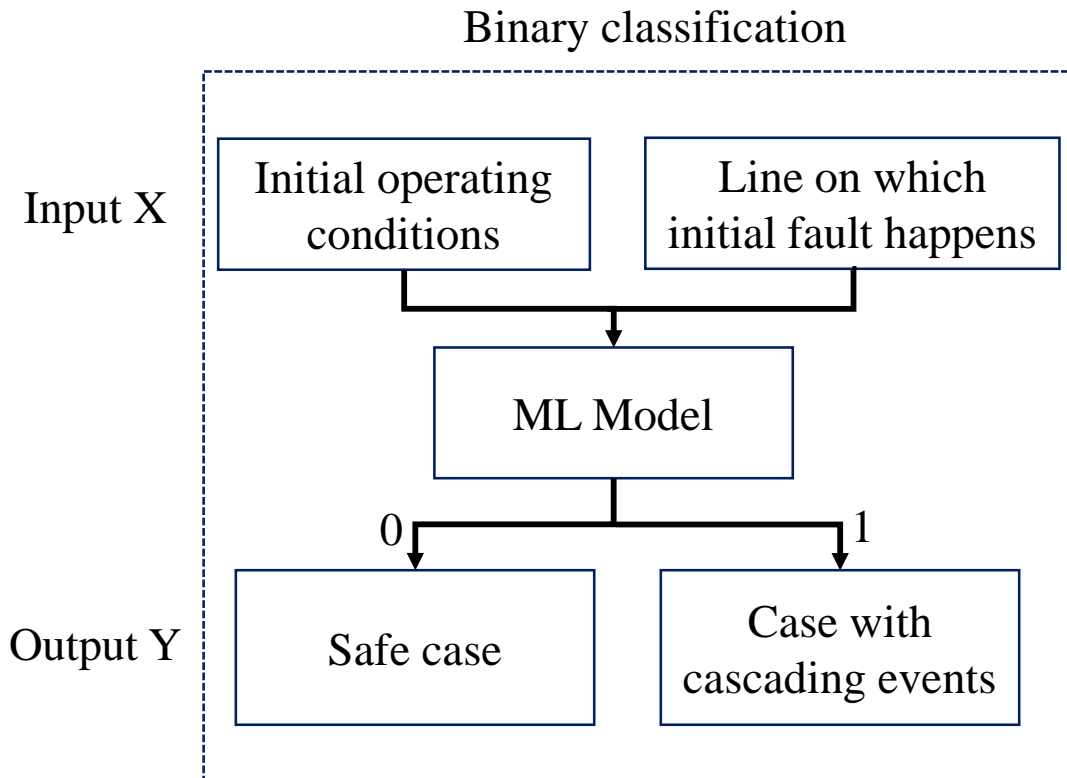 Binary classification
Input X
Initial operating
conditions
Line on which
initial fault happens
ML Model
0
1
Output Y
Safe case
Case with
cascading events